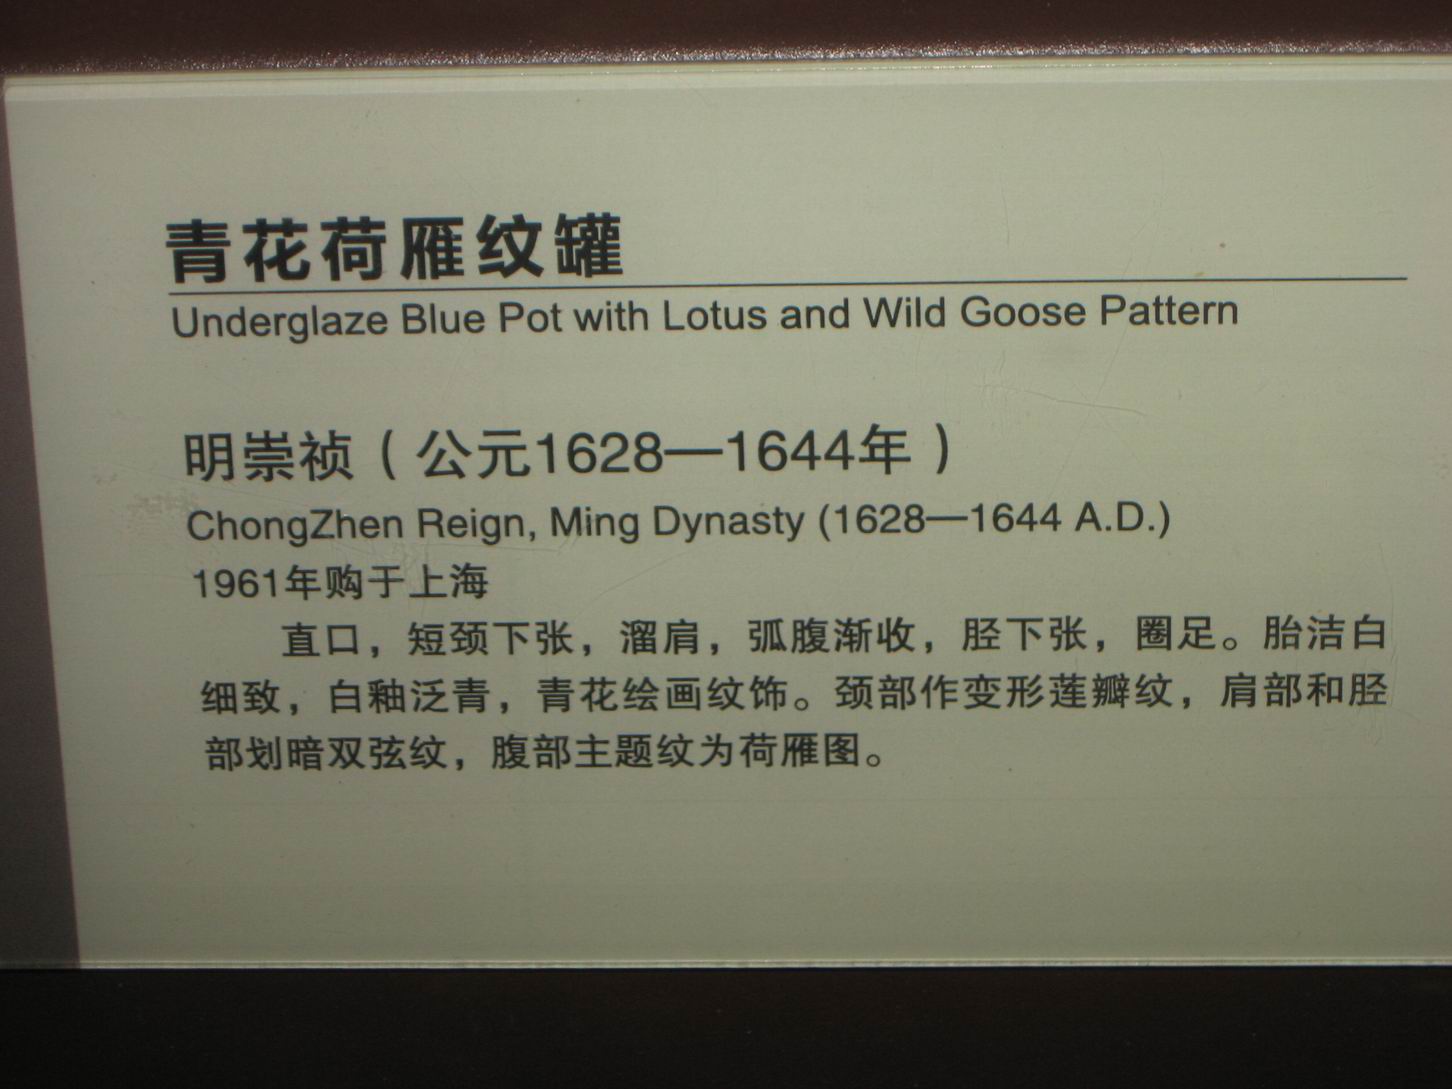 青花荷雁纹罐
Underglaze Blue Pot with Lotus and Wild Goose Pattern
明崇祯（公元1628—1644年）
ChongZhen Reign, Ming Dynasty (1628—1644 A.D.)
1961年购于上海
直口，短颈下张，溜肩，弧腹渐收，胫下张，圈足。胎洁白
细致，白釉泛青，青花绘画纹饰。颈部作变形莲瓣纹，肩部和胫
部划暗双弦纹，腹部主题纹为荷雁图。